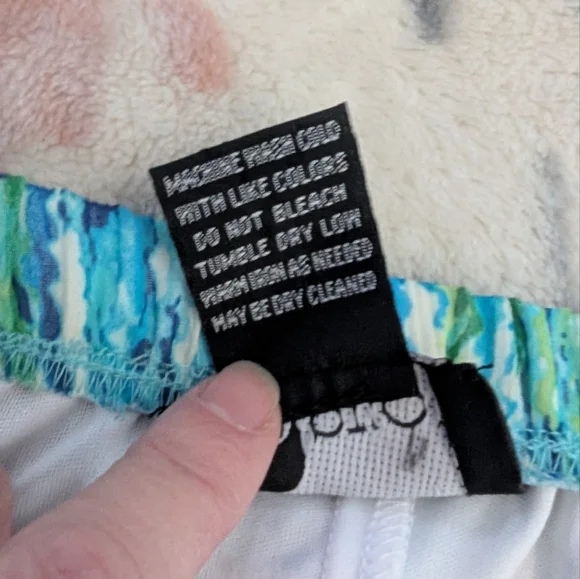 MACHINE WASH COLD
WITH LIKE COLORS
DO NOT BLEACH
TUMBLE DRY LOW
WARM IRON AS NEEDED
MAY BE DRY CLEANED